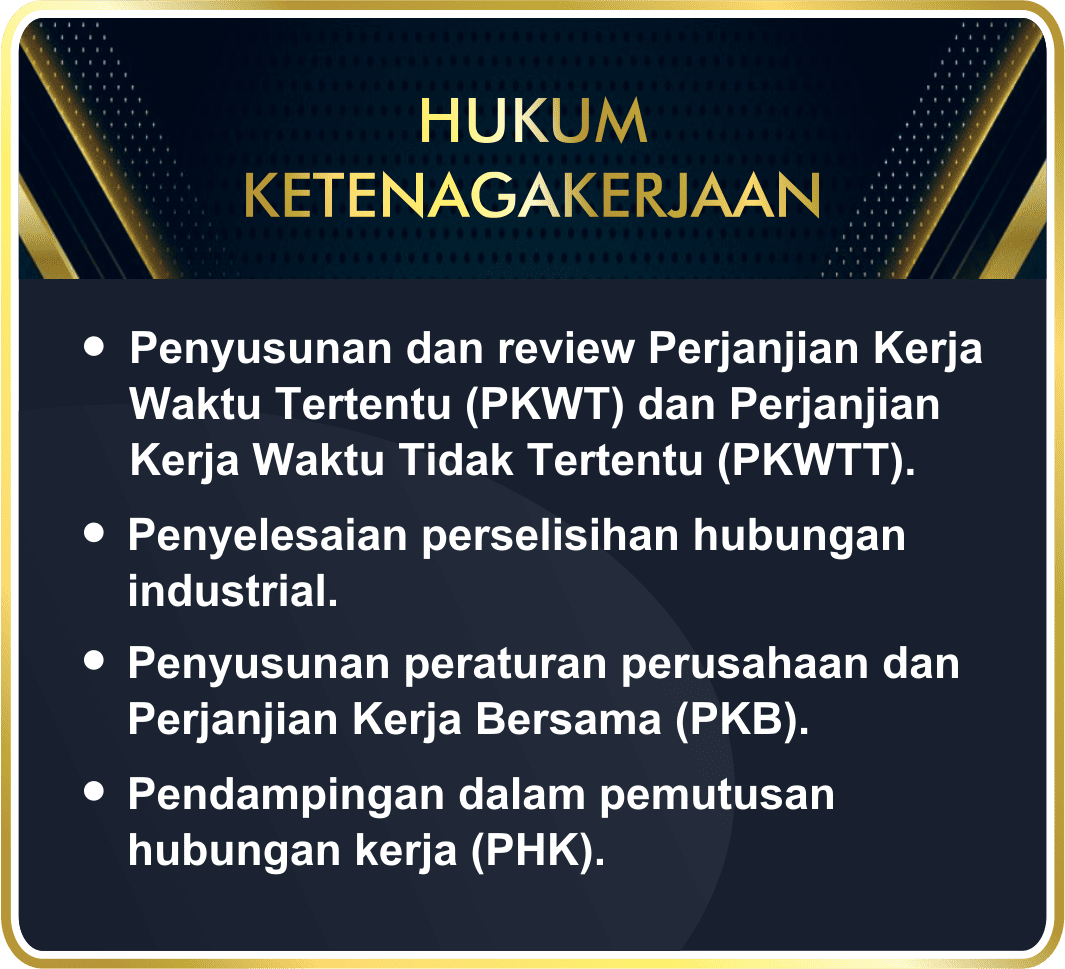 HUKUM
KETENAGAKERJAAN
• Penyusunan dan review Perjanjian Kerja
Waktu Tertentu (PKWT) dan Perjanjian
Kerja Waktu Tidak Tertentu (PKWTT).
• Penyelesaian perselisihan hubungan
industrial.
• Penyusunan peraturan perusahaan dan
Perjanjian Kerja Bersama (PKB).
• Pendampingan dalam pemutusan
hubungan kerja (PHK).